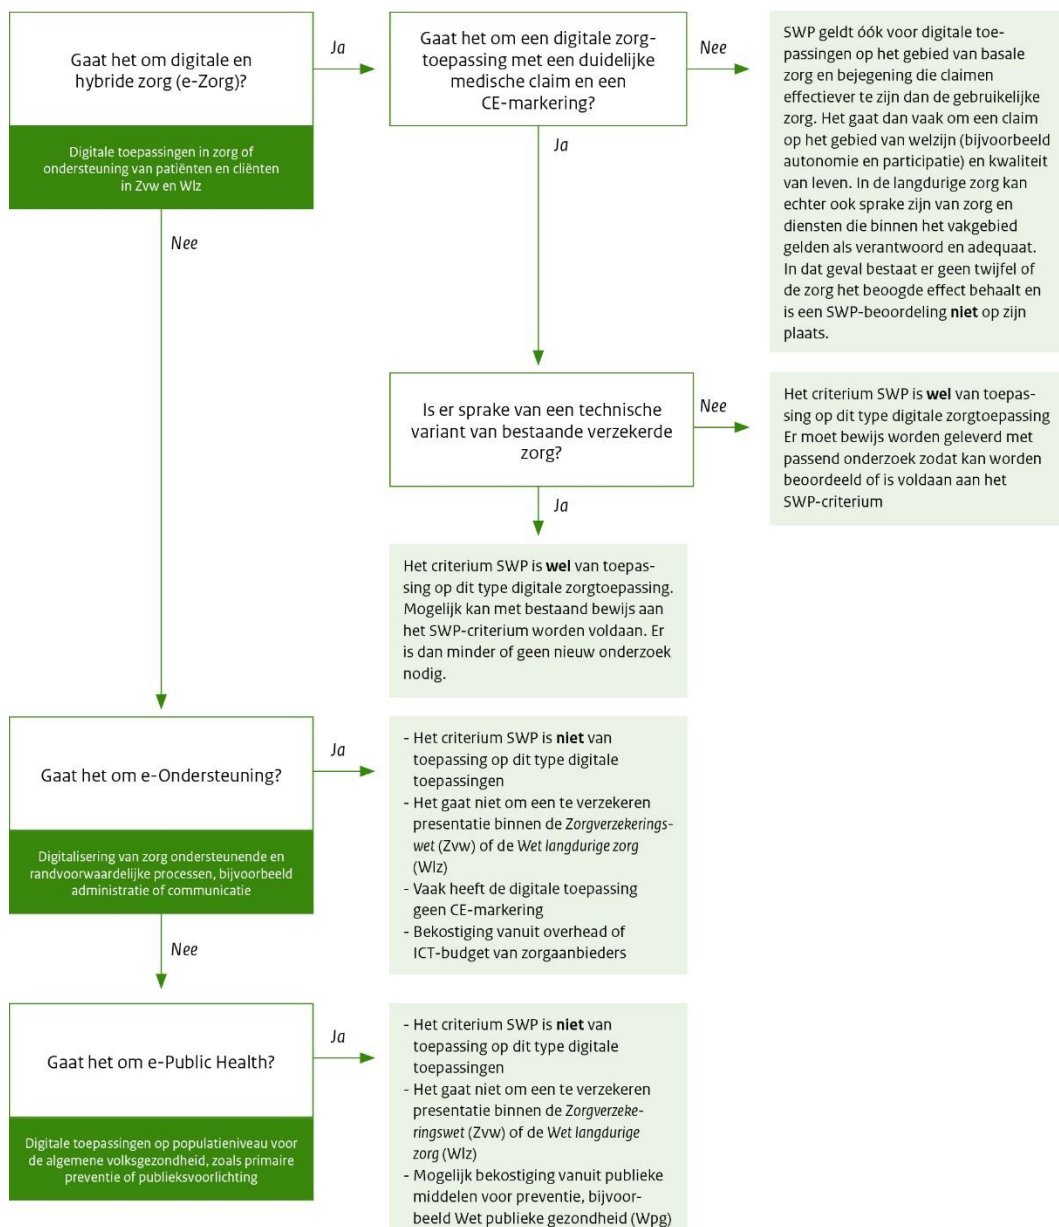 Gaat het om digitale en
hybride zorg (e-Zorg)?
Digitale toepassingen in zorg of
ondersteuning van patiënten en cliënten
in Zvw en Wlz
Ja
Gaat het om een digitale zorg-
toepassing met een duidelijke
medische claim en een
CE-markering?
Nee
SWP geldt óók voor digitale toe-
passingen op het gebied van basale
zorg en bejegening die claimen
effectiever te zijn dan de gebruikelijke
zorg. Het gaat dan vaak om een claim
op het gebied van welzijn (bijvoorbeeld
autonomie en participatie) en kwaliteit
van leven. In de langdurige zorg kan
echter ook sprake zijn van zorg en
diensten die binnen het vakgebied
gelden als verantwoord en adequaat.
In dat geval bestaat er geen twijfel of
de zorg het beoogde effect behaalt en
is een SWP-beoordeling niet op zijn
plaats.
Ja
Nee
Is er sprake van een technische
variant van bestaande verzekerde
zorg?
Nee
Het criterium SWP is wel van toepas-
sing op dit type digitale zorgtoepassing
Er moet bewijs worden geleverd met
passend onderzoek zodat kan worden
beoordeeld of is voldaan aan het
SWP-criterium
Ja
Het criterium SWP is wel van toepas-
sing op dit type digitale zorgtoepassing.
Mogelijk kan met bestaand bewijs aan
het SWP-criterium worden voldaan. Er
is dan minder of geen nieuw onderzoek
nodig.
Gaat het om e-Ondersteuning?
Digitalisering van zorg ondersteunende en
randvoorwaardelijke processen, bijvoorbeeld
administratie of communicatie
Ja
- Het criterium SWP is niet van
toepassing op dit type digitale
toepassingen
- Het gaat niet om een te verzekeren
presentatie binnen de Zorgverzekerings-
wet (Zvw) of de Wet langdurige zorg
(Wlz)
- Vaak heeft de digitale toepassing
geen CE-markering
- Bekostiging vanuit overhead of
ICT-budget van zorgaanbieders
Nee
Gaat het om e-Public Health?
Digitale toepassingen op populatieniveau voor
de algemene volksgezondheid, zoals primaire
preventie of publieksvoorlichting
Ja
- Het criterium SWP is niet van
toepassing op dit type digitale
toepassingen
- Het gaat niet om een te verzekeren
presentatie binnen de Zorgverzeke-
ringswet (Zvw) of de Wet langdurige
zorg (Wlz)
- Mogelijk bekostiging vanuit publieke
middelen voor preventie, bijvoor-
beeld Wet publieke gezondheid (Wpg)